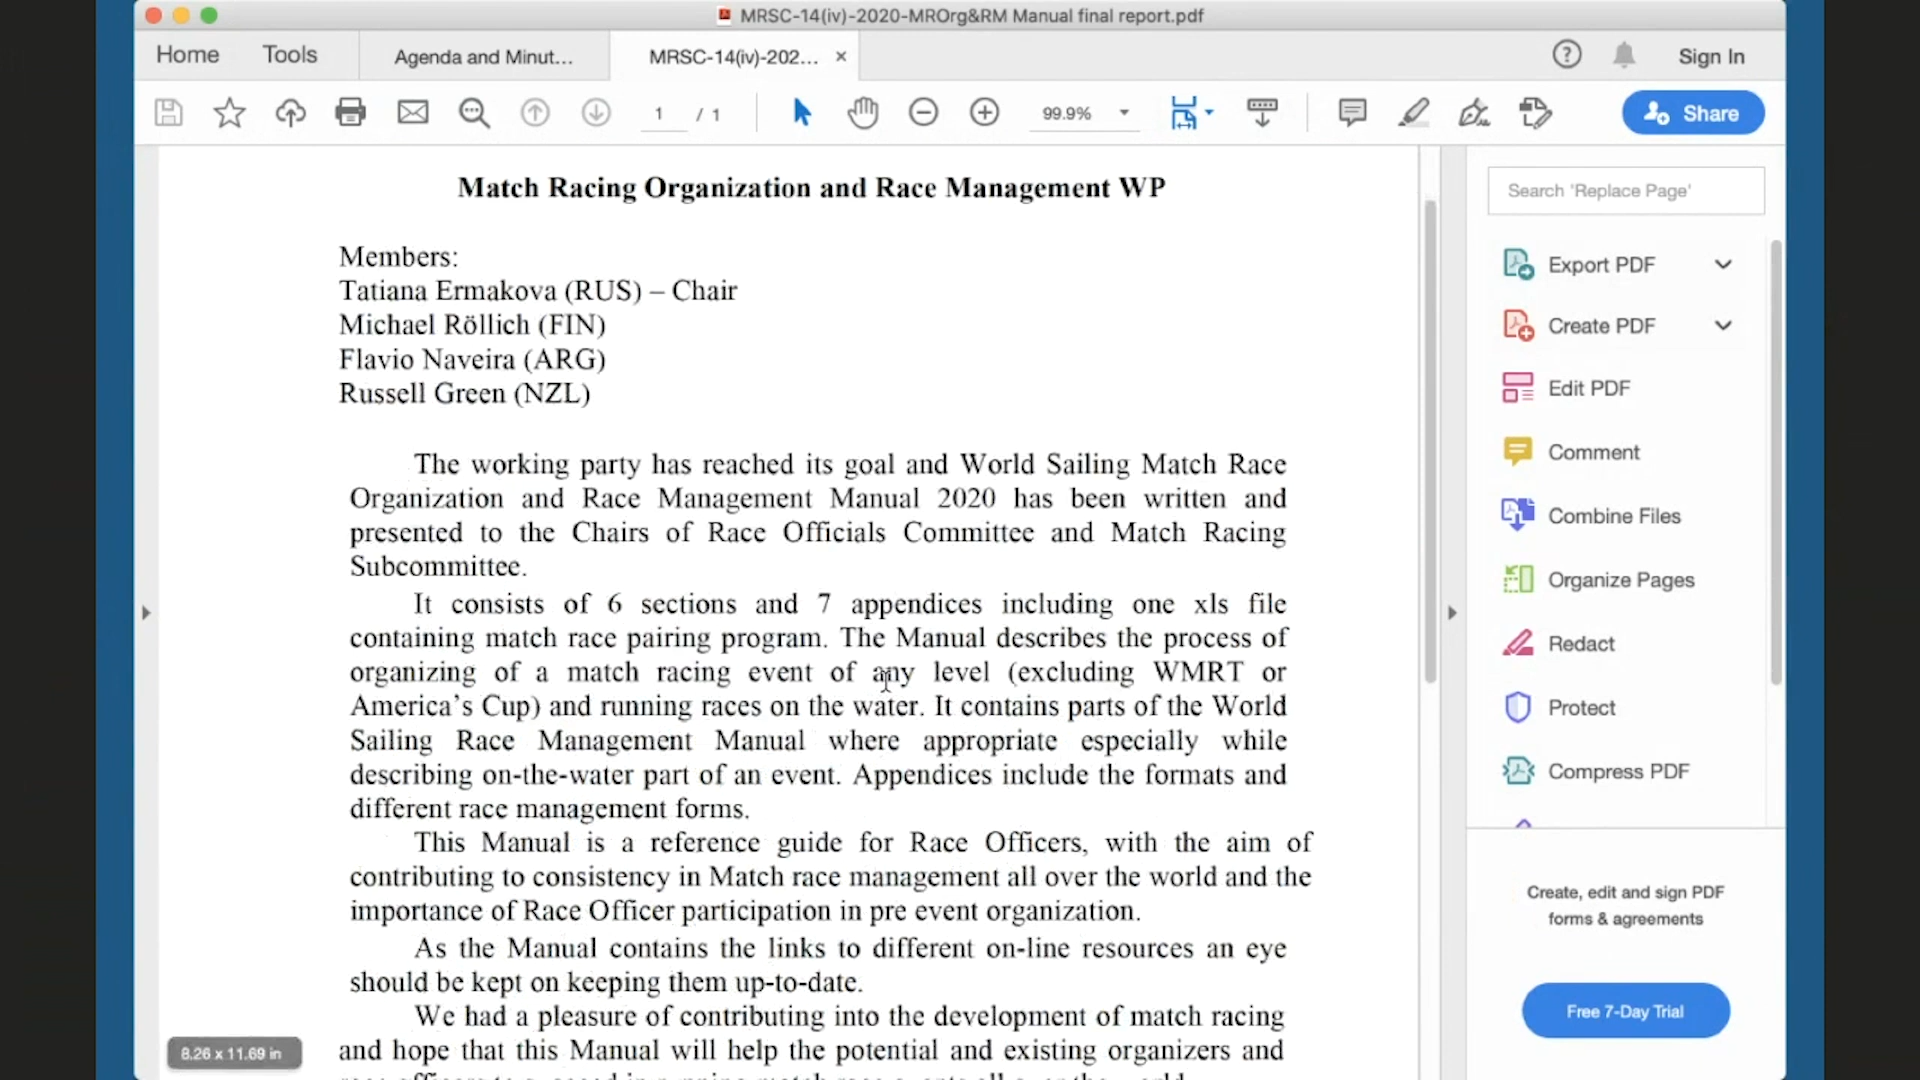 MRSC-14(iv)-2020-MROrg&RM Manual final report.pdf
Home
Tools
Agenda and Minut...
MRSC-14(iv)-202...
Sign In
1 / 1
99.9%
Share
Match Racing Organization and Race Management WP
Members:
Tatiana Ermakova (RUS) – Chair
Michael Röllich (FIN)
Flavio Naveira (ARG)
Russell Green (NZL)
The working party has reached its goal and World Sailing Match Race
Organization and Race Management Manual 2020 has been written and
presented to the Chairs of Race Officials Committee and Match Racing
Subcommittee.
It consists of 6 sections and 7 appendices including one xls file
containing match race pairing program. The Manual describes the process of
organizing of a match racing event of any level (excluding WMRT or
America's Cup) and running races on the water. It contains parts of the World
Sailing Race Management Manual where appropriate especially while
describing on-the-water part of an event. Appendices include the formats and
different race management forms.
This Manual is a reference guide for Race Officers, with the aim of
contributing to consistency in Match race management all over the world and the
importance of Race Officer participation in pre event organization.
As the Manual contains the links to different on-line resources an eye
should be kept on keeping them up-to-date.
We had a pleasure of contributing into the development of match racing
and hope that this Manual will help the potential and existing organizers and
8.26 x 11.69 in
Search 'Replace Page'
Export PDF
Create PDF
Edit PDF
Comment
Combine Files
Organize Pages
Redact
Protect
Compress PDF
Create, edit and sign PDF
forms & agreements
Free 7-Day Trial